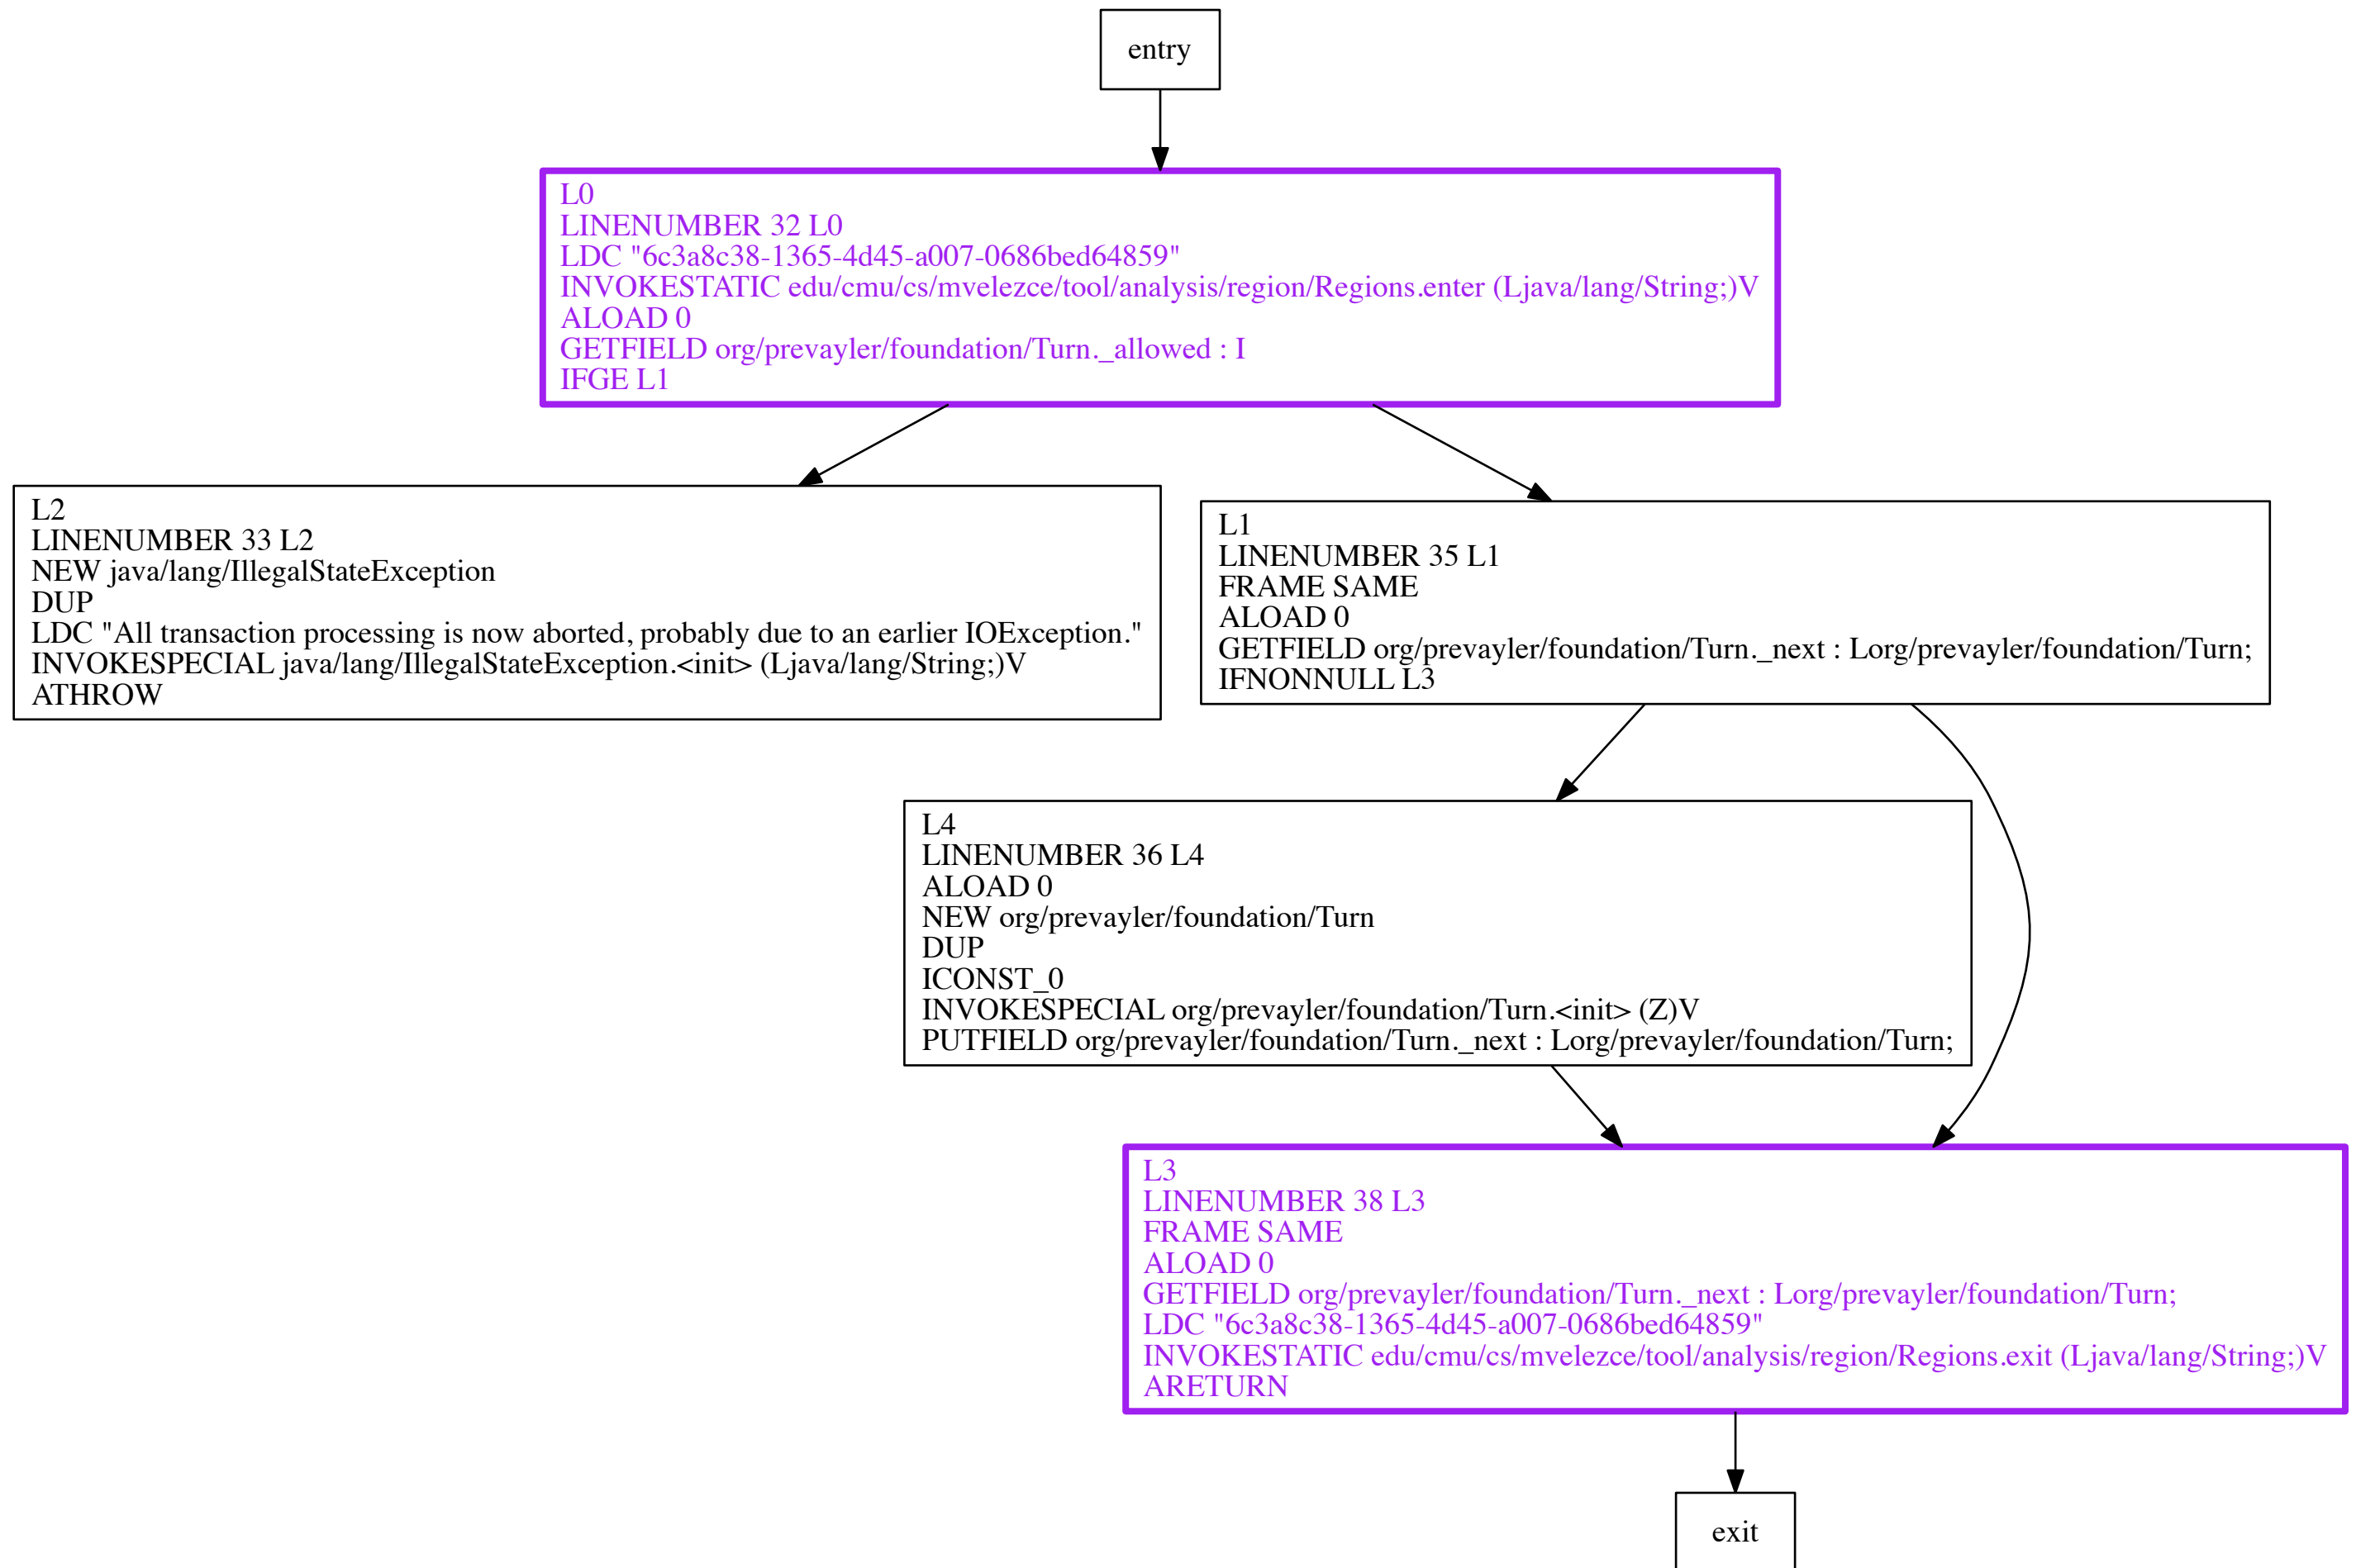 entry
L0
LINENUMBER 32 L0
LDC "6c3a8c38-1365-4d45-a007-0686bed64859"
INVOKESTATIC edu/cmu/cs/mvelezce/tool/analysis/region/Regions.enter (Ljava/lang/String;)V
ALOAD 0
GETFIELD org/prevayler/foundation/Turn._allowed : I
IFGE L1
L2
LINENUMBER 33 L2
NEW java/lang/IllegalStateException
DUP
LDC "All transaction processing is now aborted, probably due to an earlier IOException."
INVOKESPECIAL java/lang/IllegalStateException.<init> (Ljava/lang/String;)V
ATHROW
L1
LINENUMBER 35 L1
FRAME SAME
ALOAD 0
GETFIELD org/prevayler/foundation/Turn._next : Lorg/prevayler/foundation/Turn;
IFNONNULL L3
L4
LINENUMBER 36 L4
ALOAD 0
NEW org/prevayler/foundation/Turn
DUP
ICONST_0
INVOKESPECIAL org/prevayler/foundation/Turn.<init> (Z)V
PUTFIELD org/prevayler/foundation/Turn._next : Lorg/prevayler/foundation/Turn;
L3
LINENUMBER 38 L3
FRAME SAME
ALOAD 0
GETFIELD org/prevayler/foundation/Turn._next : Lorg/prevayler/foundation/Turn;
LDC "6c3a8c38-1365-4d45-a007-0686bed64859"
INVOKESTATIC edu/cmu/cs/mvelezce/tool/analysis/region/Regions.exit (Ljava/lang/String;)V
ARETURN
exit